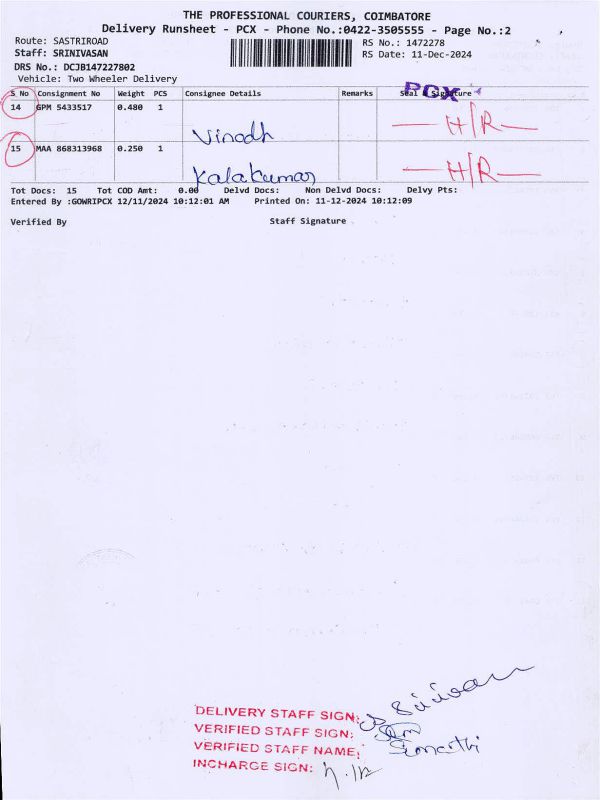 THE PROFESSIONAL COURIERS, COIMBATORE
Delivery Runsheet - PCX - Phone No.:0422-3505555 - Page No.:2
Route: SASTRIROAD RS No.: 1472278
Staff: SRINIVASAN RS Date: 11-Dec-2024
DRS No.: DCJB147227802
Vehicle: Two Wheeler Delivery
PCX
S No Consignment No Weight PCS Consignee Details Remarks Seal & Signature
14 GPM 5433517 0.480 1 Vinodh H/R
15 MAA 868313968 0.250 1 Kalakumar H/R
Tot Docs: 15 Tot COD Amt: 0.00 Delvd Docs: Non Delvd Docs: Delvy Pts:
Entered By :GOWRIPCX 12/11/2024 10:12:01 AM Printed On: 11-12-2024 10:12:09
Verified By Staff Signature
DELIVERY STAFF SIGN:
VERIFIED STAFF SIGN:
VERIFIED STAFF NAME:
INCHARGE SIGN: